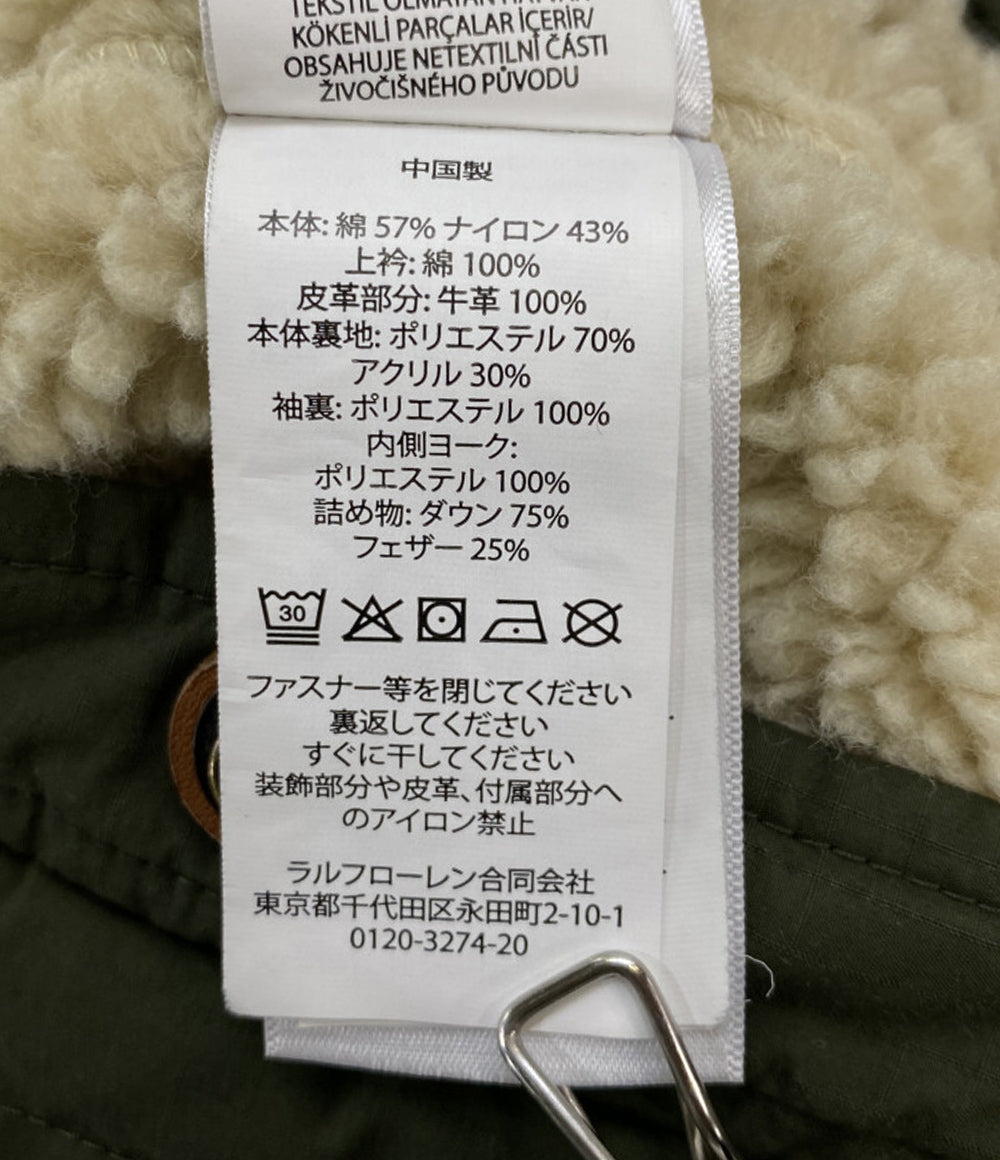 TEKSTİL OLMAYAN HAYVAN
KÖKENLİ PARÇALAR İÇERİR/
OBSAHUJE NETEXTILNÍ ČÁSTI
ŽIVOČIŠNÉHO PŮVODU
中国製
本体: 綿 57% ナイロン 43%
上衿: 綿 100%
皮革部分: 牛革 100%
本体裏地: ポリエステル 70%
アクリル 30%
袖裏: ポリエステル 100%
内側ヨーク:
ポリエステル 100%
詰め物: ダウン 75%
フェザー 25%
30
ファスナー等を閉じてください
裏返してください
すぐに干してください
装飾部分や皮革、付属部分へ
のアイロン禁止
ラルフローレン合同会社
東京都千代田区永田町2-10-1
0120-3274-20